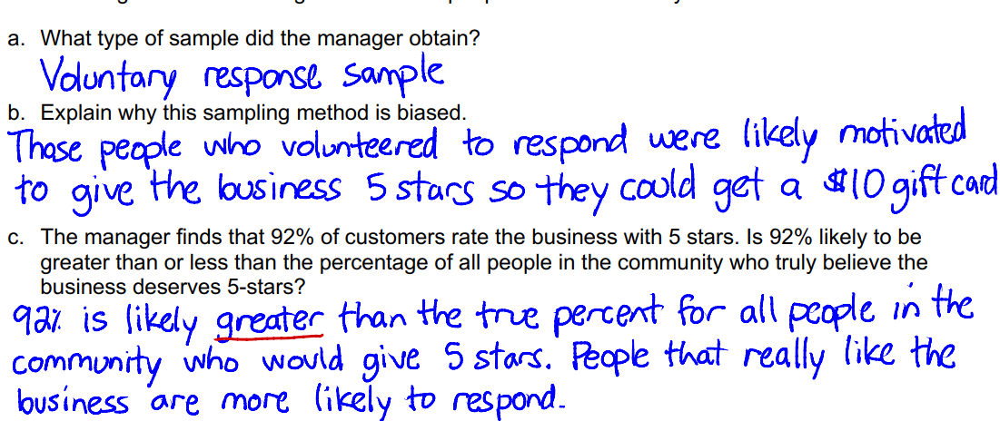 a. What type of sample did the manager obtain?
Voluntary response sample
b. Explain why this sampling method is biased.
Those people who volunteered to respond were likely motivated
to give the business 5 stars so they could get a $10 gift card
c. The manager finds that 92% of customers rate the business with 5 stars. Is 92% likely to be
greater than or less than the percentage of all people in the community who truly believe the
business deserves 5-stars?
92% is likely greater than the true percent for all people in the
community who would give 5 stars. People that really like the
business are more likely to respond.